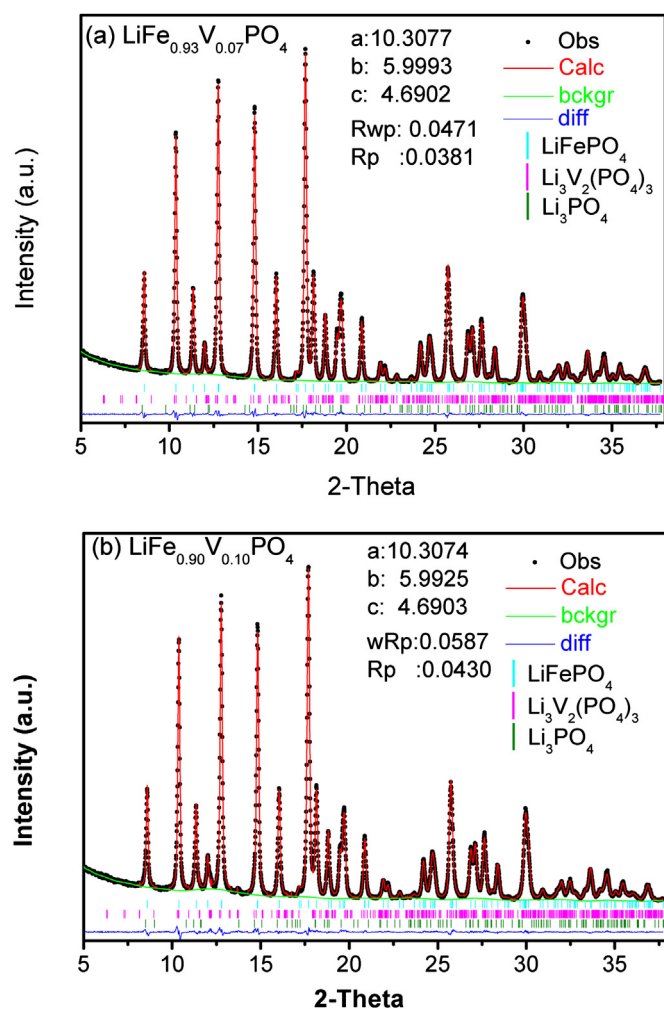 (a) LiFe0.93V0.07PO4
a:10.3077
b: 5.9993
c: 4.6902
Rwp: 0.0471
Rp :0.0381
Obs
Calc
bckgr
diff
LiFePO4
Li3V2(PO4)3
Li3PO4
Intensity (a.u.)
5 10 15 20 25 30 35
2-Theta
(b) LiFe0.90V0.10PO4
a:10.3074
b: 5.9925
c: 4.6903
wRp:0.0587
Rp :0.0430
Obs
Calc
bckgr
diff
LiFePO4
Li3V2(PO4)3
Li3PO4
Intensity (a.u.)
5 10 15 20 25 30 35
2-Theta